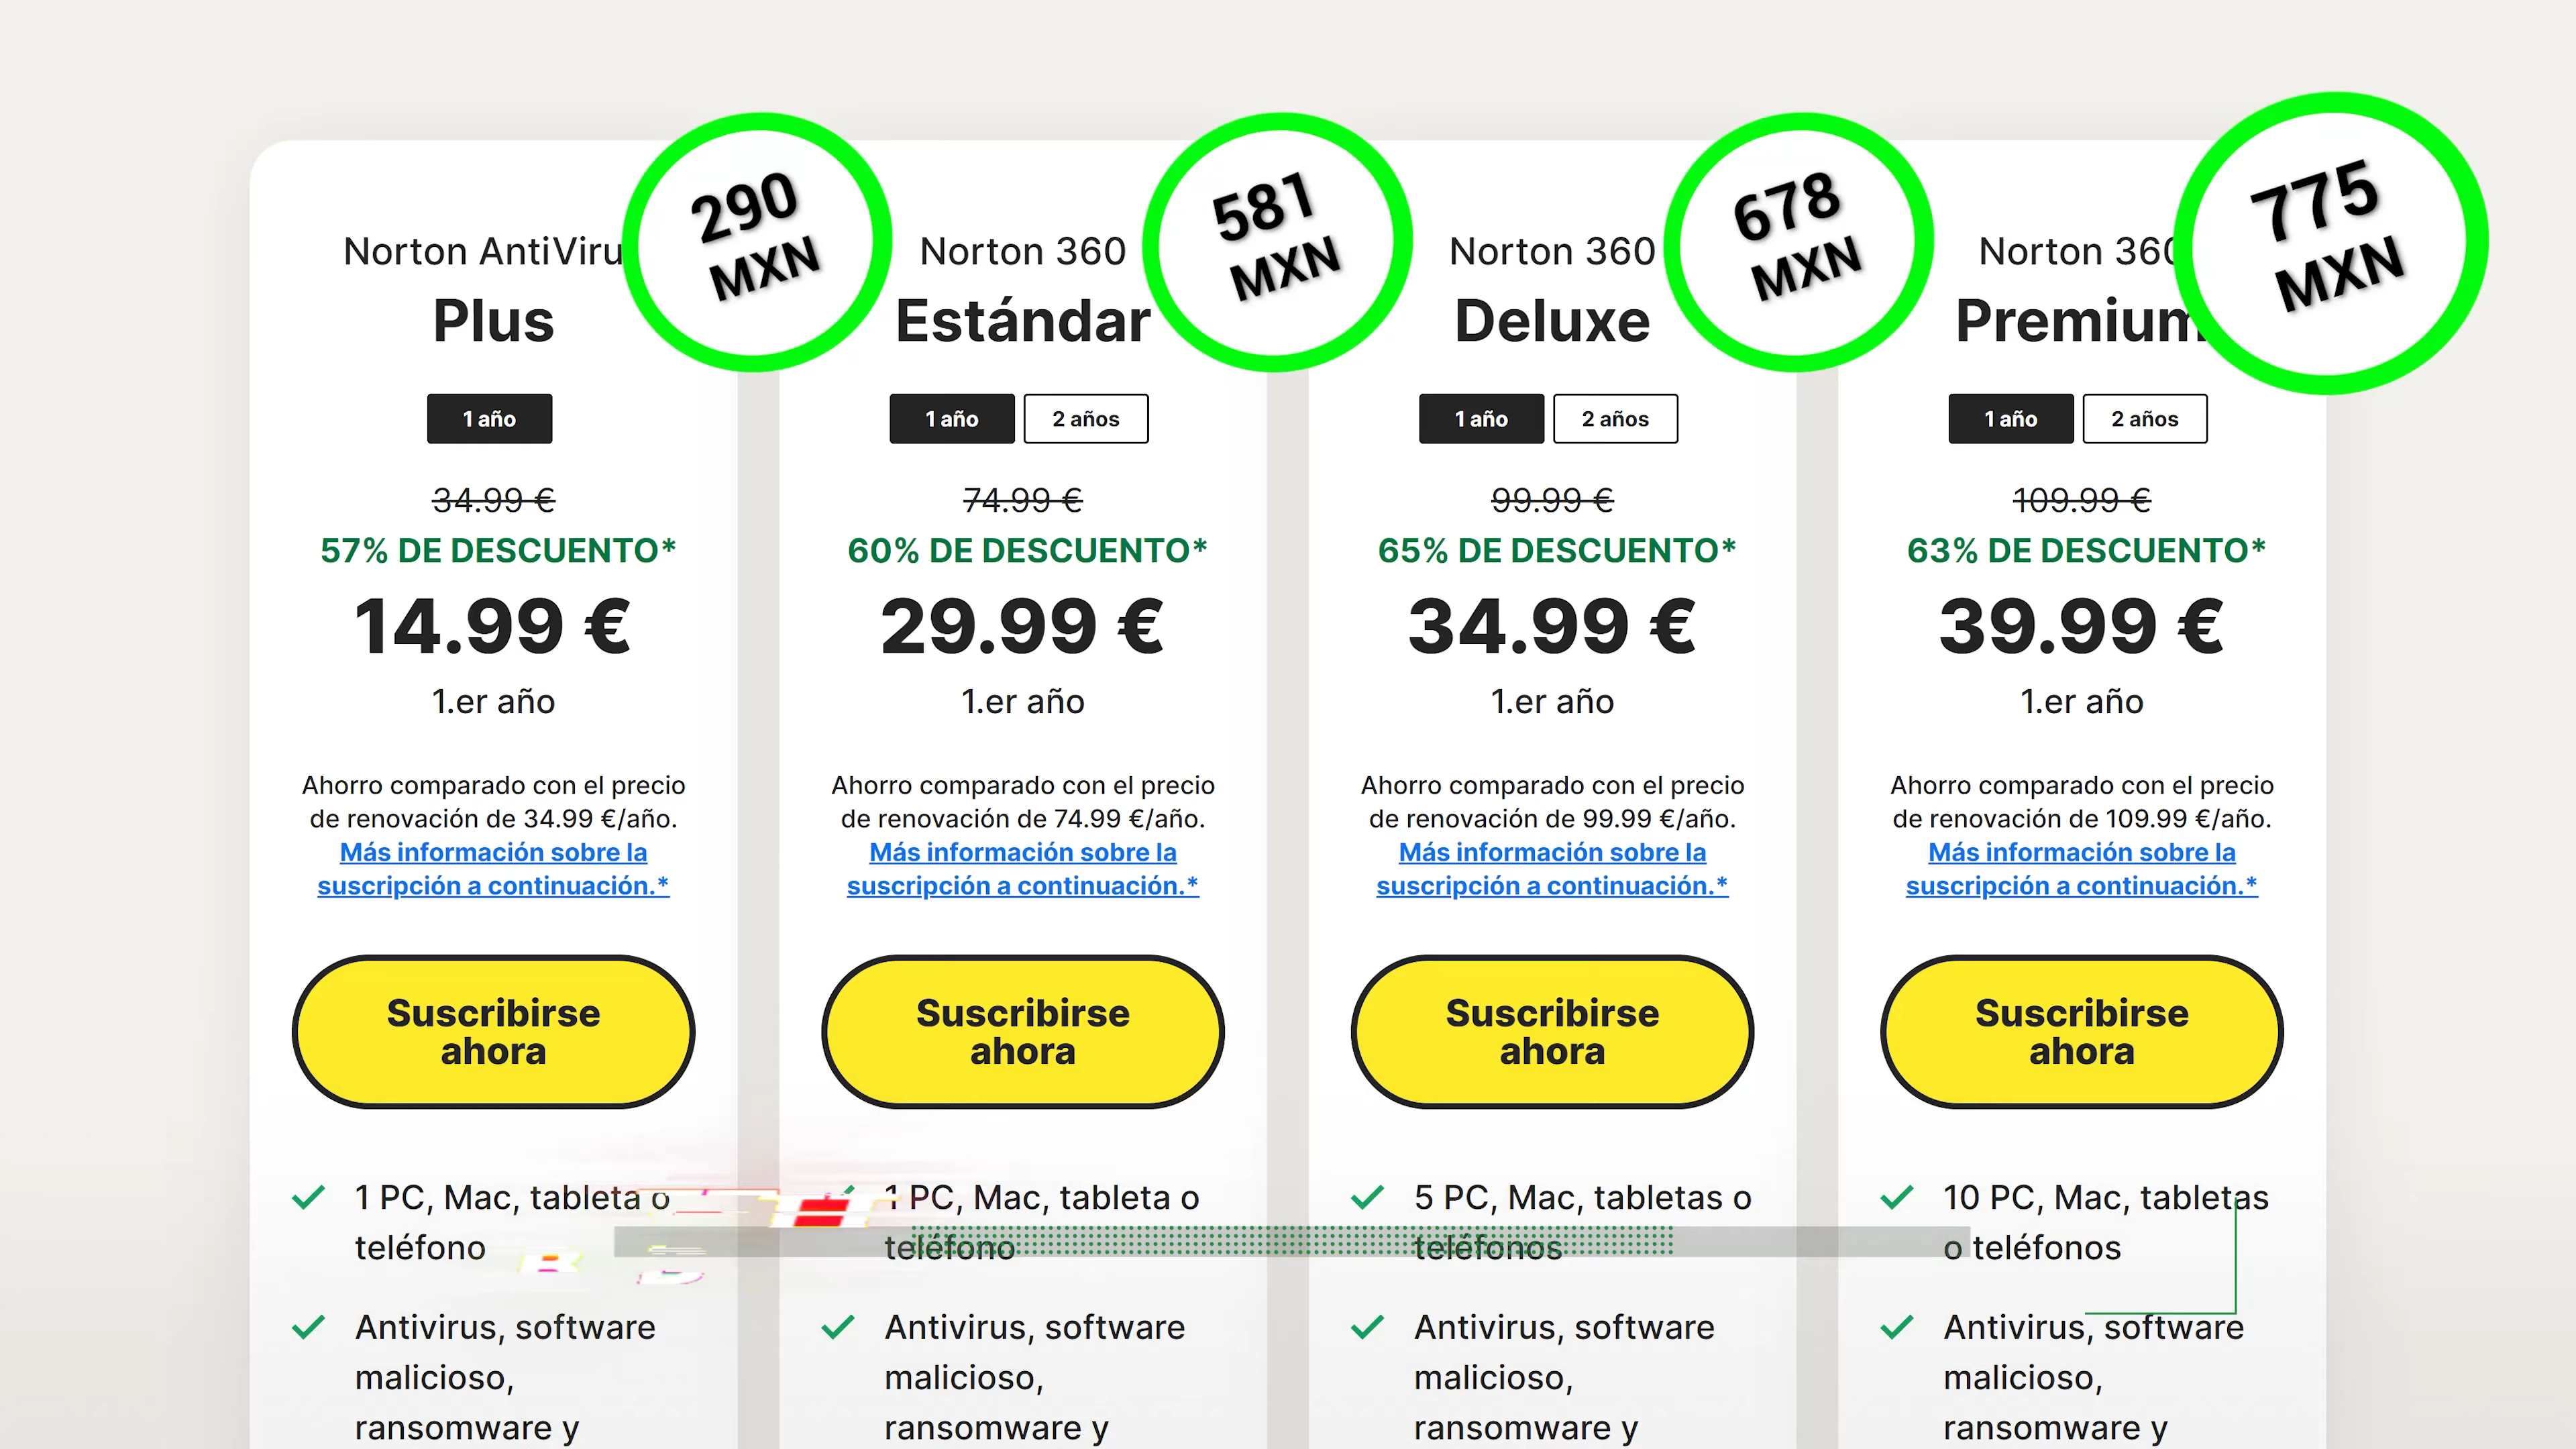 290
MXN
Norton AntiViru
Plus
1 año
34.99 €
57% DE DESCUENTO*
14.99 €
1.er año
Ahorro comparado con el precio
de renovación de 34.99 €/año.
Más información sobre la
suscripción a continuación.*
Suscribirse
ahora
1 PC, Mac, tableta o
teléfono
Antivirus, software
malicioso,
ransomware y
581
MXN
Norton 360
Estándar
1 año
2 años
74.99 €
60% DE DESCUENTO*
29.99 €
1.er año
Ahorro comparado con el precio
de renovación de 74.99 €/año.
Más información sobre la
suscripción a continuación.*
Suscribirse
ahora
1 PC, Mac, tableta o
teléfono
Antivirus, software
malicioso,
ransomware y
678
MXN
Norton 360
Deluxe
1 año
2 años
99.99 €
65% DE DESCUENTO*
34.99 €
1.er año
Ahorro comparado con el precio
de renovación de 99.99 €/año.
Más información sobre la
suscripción a continuación.*
Suscribirse
ahora
5 PC, Mac, tabletas o
teléfonos
Antivirus, software
malicioso,
ransomware y
775
MXN
Norton 360
Premium
1 año
2 años
109.99 €
63% DE DESCUENTO*
39.99 €
1.er año
Ahorro comparado con el precio
de renovación de 109.99 €/año.
Más información sobre la
suscripción a continuación.*
Suscribirse
ahora
10 PC, Mac, tabletas
o teléfonos
Antivirus, software
malicioso,
ransomware y